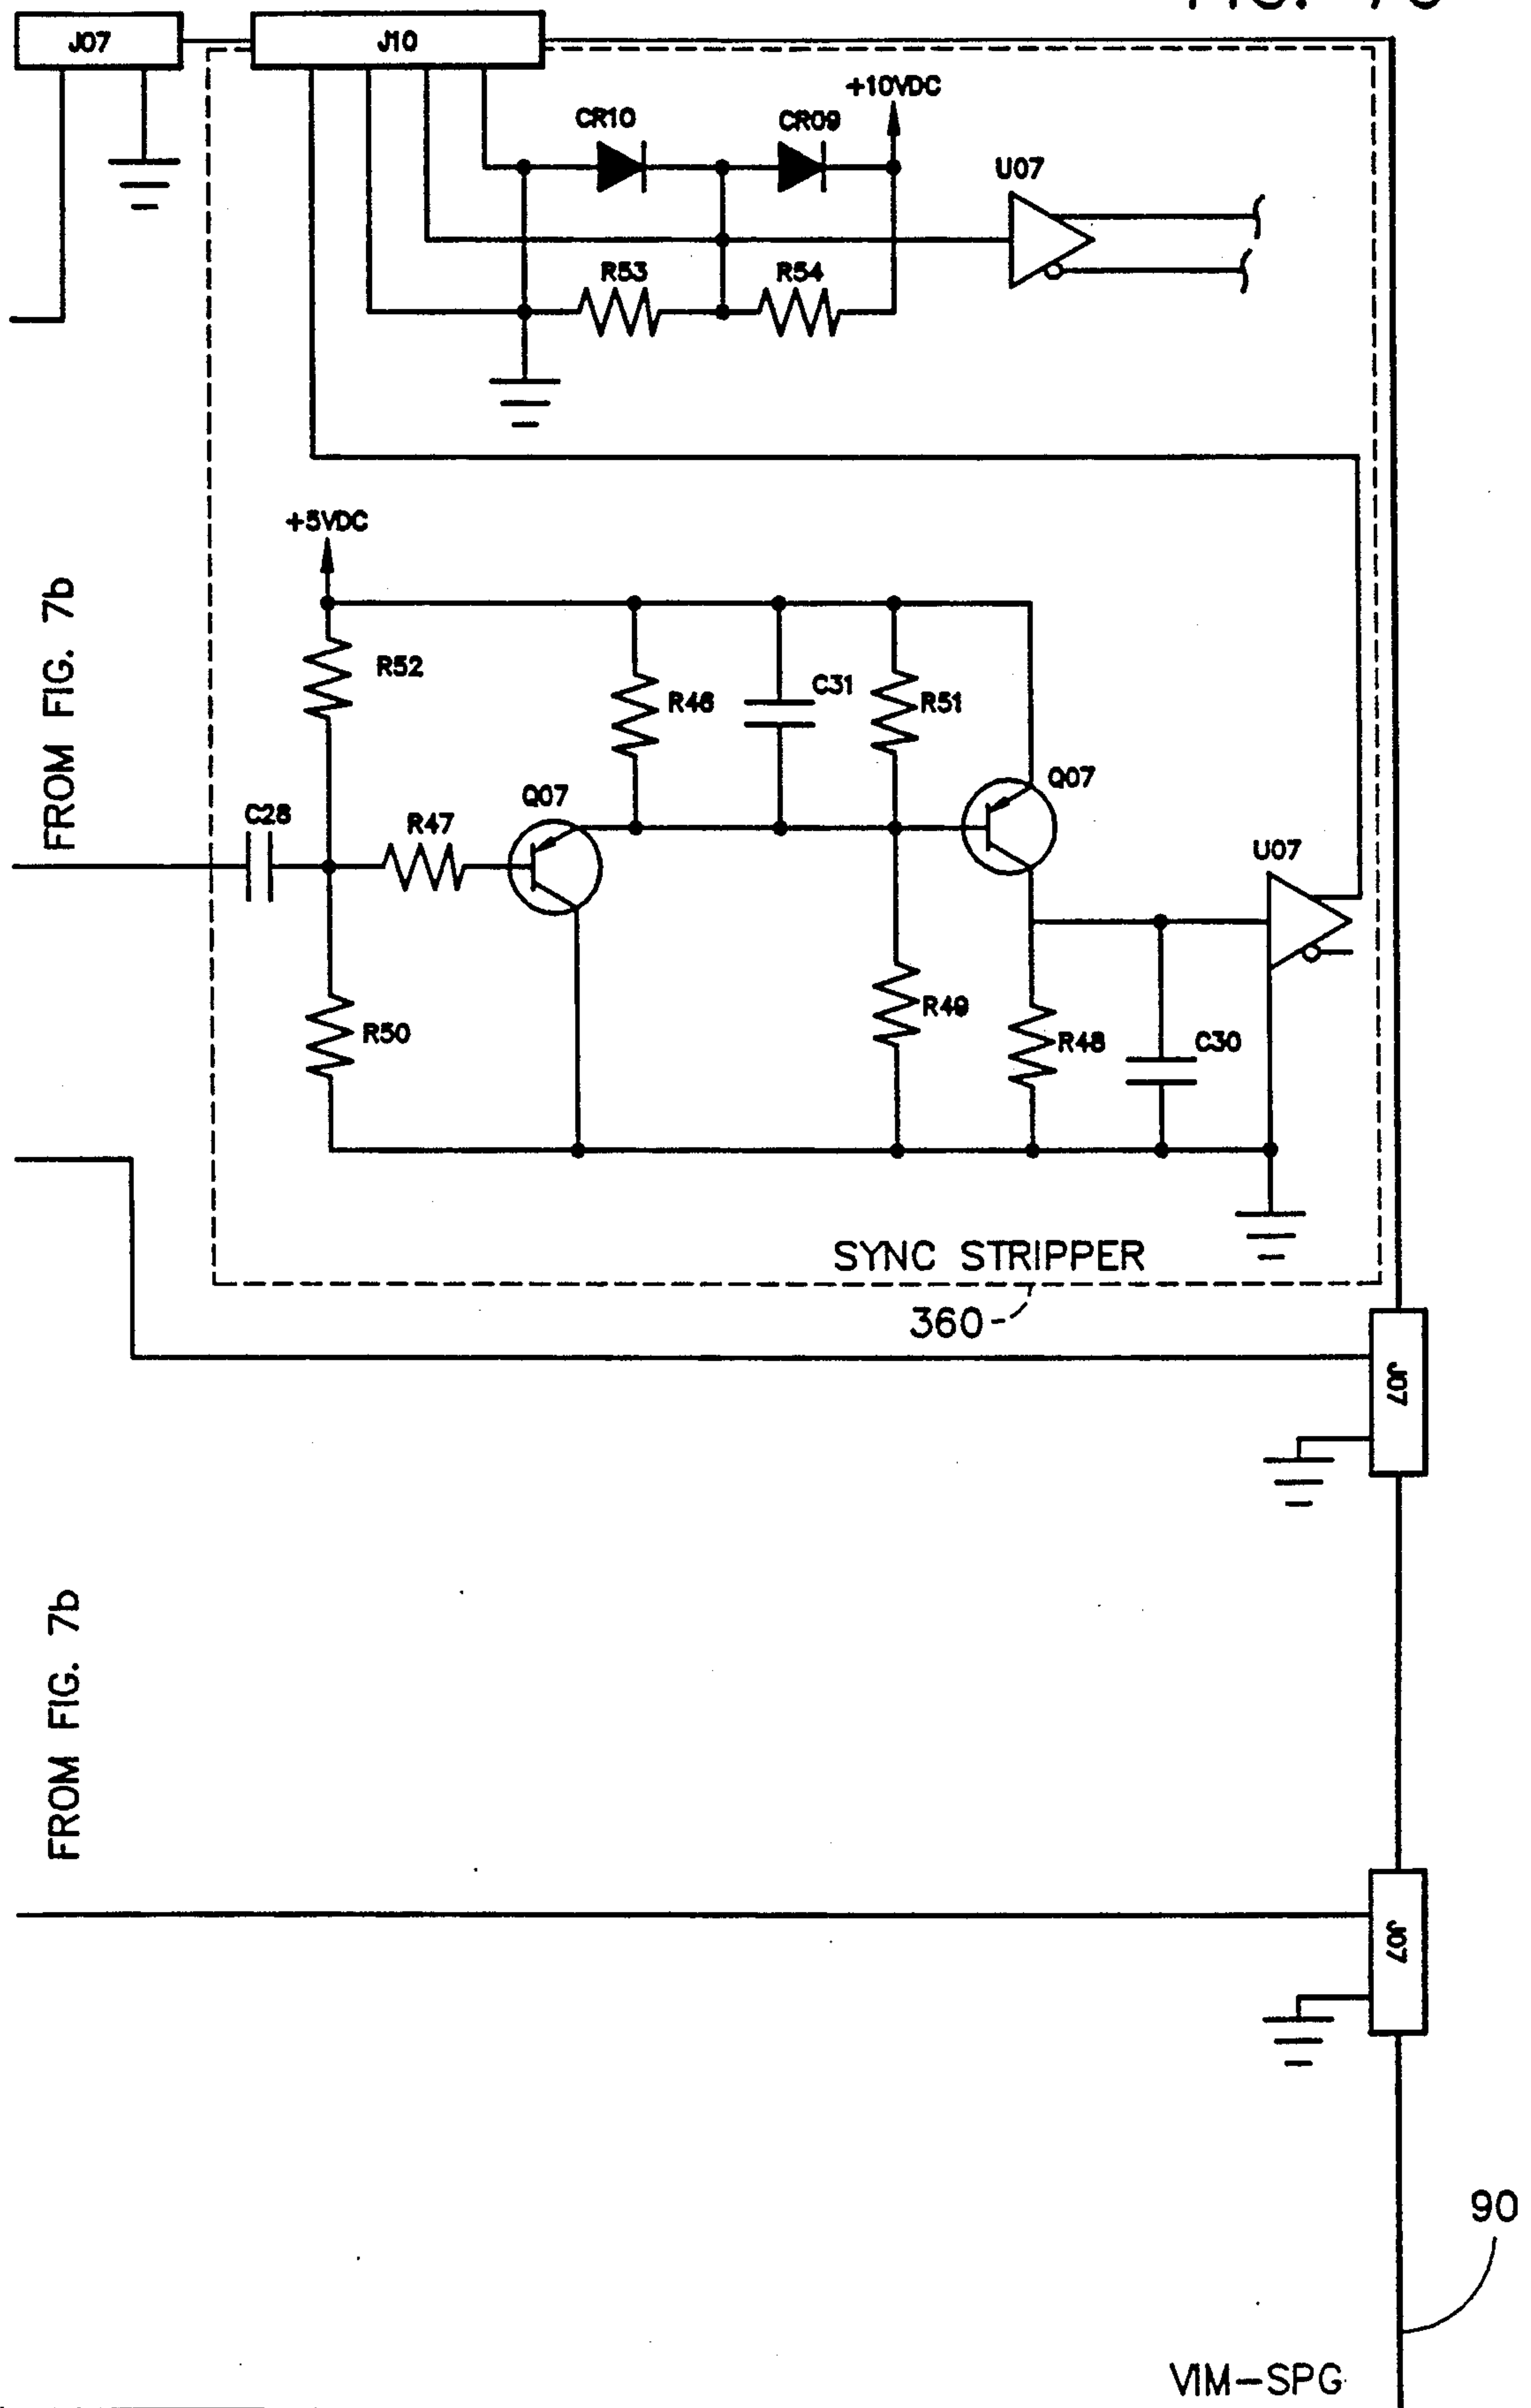 J07
J10
+10VDC
CR10
CR09
U07
R53
R54
+5VDC
FROM FIG. 7b
R52
R46
C31
R51
Q07
C28
R47
Q07
U07
R50
R49
R48
C30
SYNC STRIPPER
360
J07
FROM FIG. 7b
J07
90
VIM-SPG